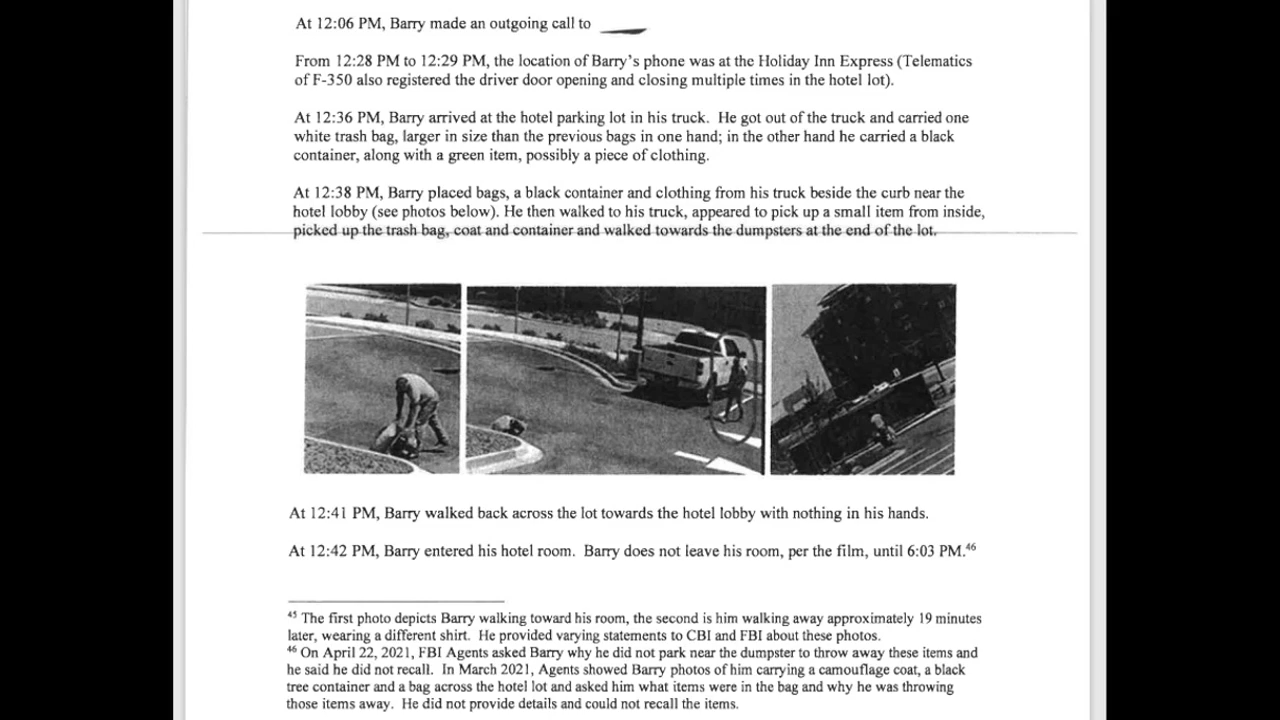 At 12:06 PM, Barry made an outgoing call to
From 12:28 PM to 12:29 PM, the location of Barry's phone was at the Holiday Inn Express (Telematics
of F-350 also registered the driver door opening and closing multiple times in the hotel lot).
At 12:36 PM, Barry arrived at the hotel parking lot in his truck. He got out of the truck and carried one
white trash bag, larger in size than the previous bags in one hand; in the other hand he carried a black
container, along with a green item, possibly a piece of clothing.
At 12:38 PM, Barry placed bags, a black container and clothing from his truck beside the curb near the
hotel lobby (see photos below). He then walked to his truck, appeared to pick up a small item from inside,
picked up the trash bag, coat and container and walked towards the dumpsters at the end of the lot.
At 12:41 PM, Barry walked back across the lot towards the hotel lobby with nothing in his hands.
At 12:42 PM, Barry entered his hotel room. Barry does not leave his room, per the film, until 6:03 PM.46
45 The first photo depicts Barry walking toward his room, the second is him walking away approximately 19 minutes
later, wearing a different shirt. He provided varying statements to CBI and FBI about these photos.
46 On April 22, 2021, FBI Agents asked Barry why he did not park near the dumpster to throw away these items and
he said he did not recall. In March 2021, Agents showed Barry photos of him carrying a camouflage coat, a black
tree container and a bag across the hotel lot and asked him what items were in the bag and why he was throwing
those items away. He did not provide details and could not recall the items.